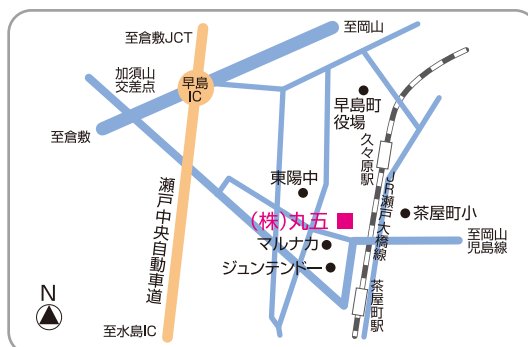 至倉敷JCT
至岡山
加須山
交差点
早島
IC
早島町
役場
至倉敷
久々原駅
東陽中
JR瀬戸大橋線
瀬戸中央自動車道
(株)丸五
茶屋町小
マルナカ
至岡山
児島線
ジュンテンドー
茶屋町駅
N
至水島IC